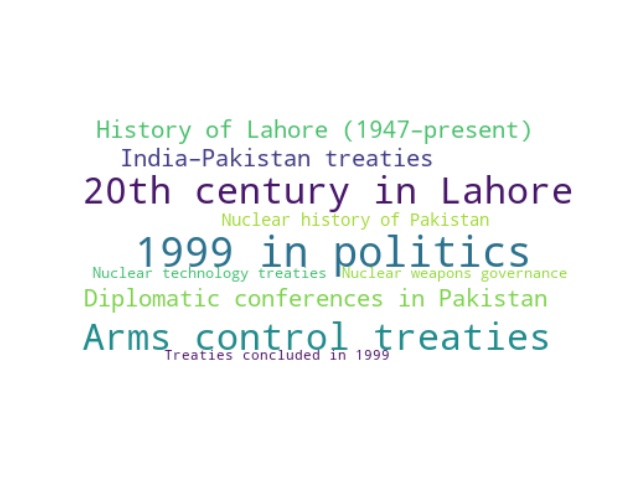 History of Lahore (1947–present)
India–Pakistan treaties
20th century in Lahore
Nuclear history of Pakistan
1999 in politics
Nuclear technology treaties Nuclear weapons governance
Diplomatic conferences in Pakistan
Arms control treaties
Treaties concluded in 1999